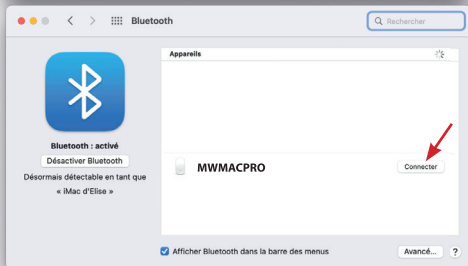 Bluetooth
Rechercher
Appareils
Bluetooth : activé
Désactiver Bluetooth
Désormais détectable en tant que
« iMac d'Elise »
MWMACPRO
Connecter
Afficher Bluetooth dans la barre des menus
Avancé...
?